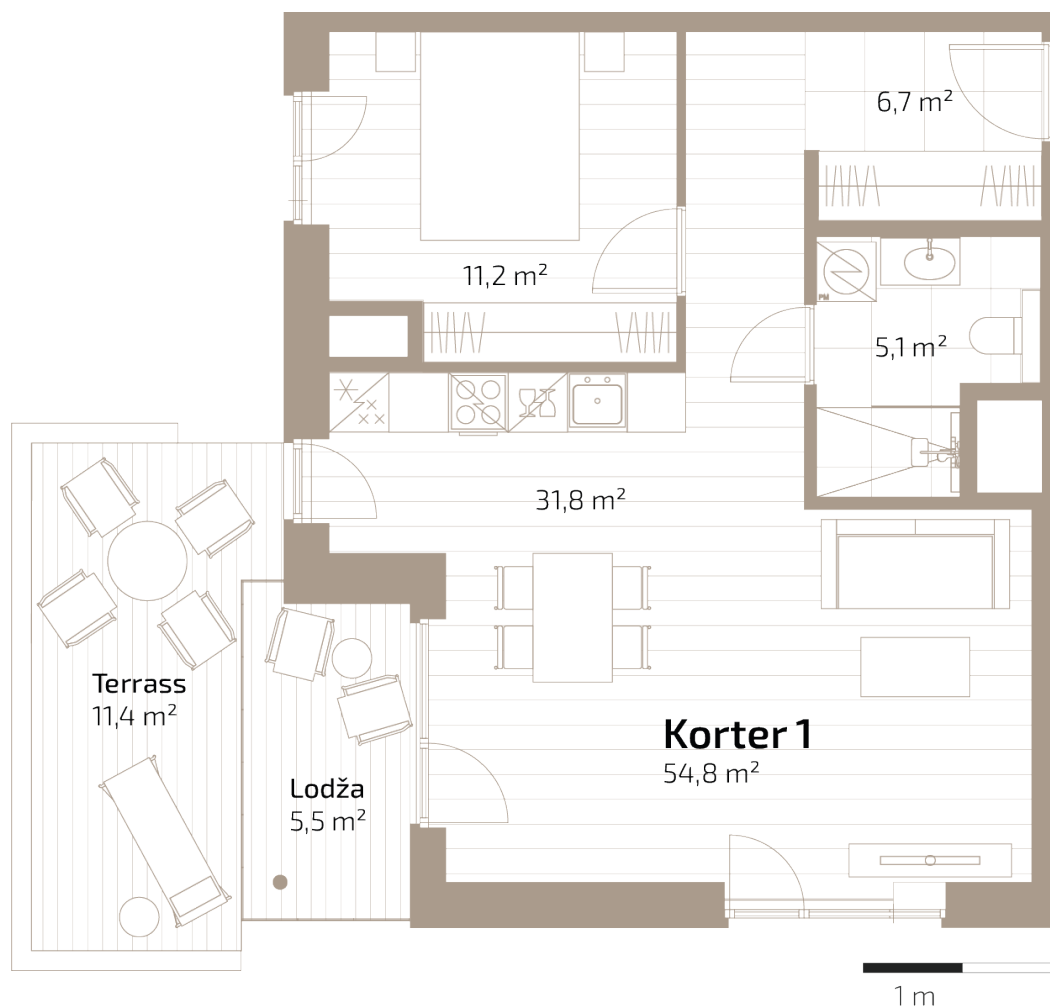 6,7 m²
11,2 m²
PM
5,1 m²
31,8 m²
Terrass
11,4 m²
Korter 1
54,8 m²
Lodža
5,5 m²
1 m